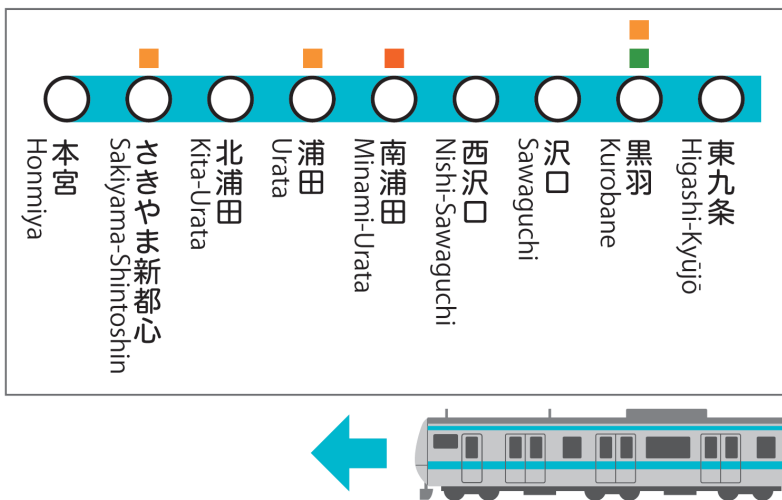 本宮
Honmiya
さきやま新都心
Sakiyama-Shintoshin
北浦田
Kita-Urata
浦田
Urata
南浦田
Minami-Urata
西沢口
Nishi-Sawaguchi
沢口
Sawaguchi
黒羽
Kurobane
東九条
Higashi-Kyūjō